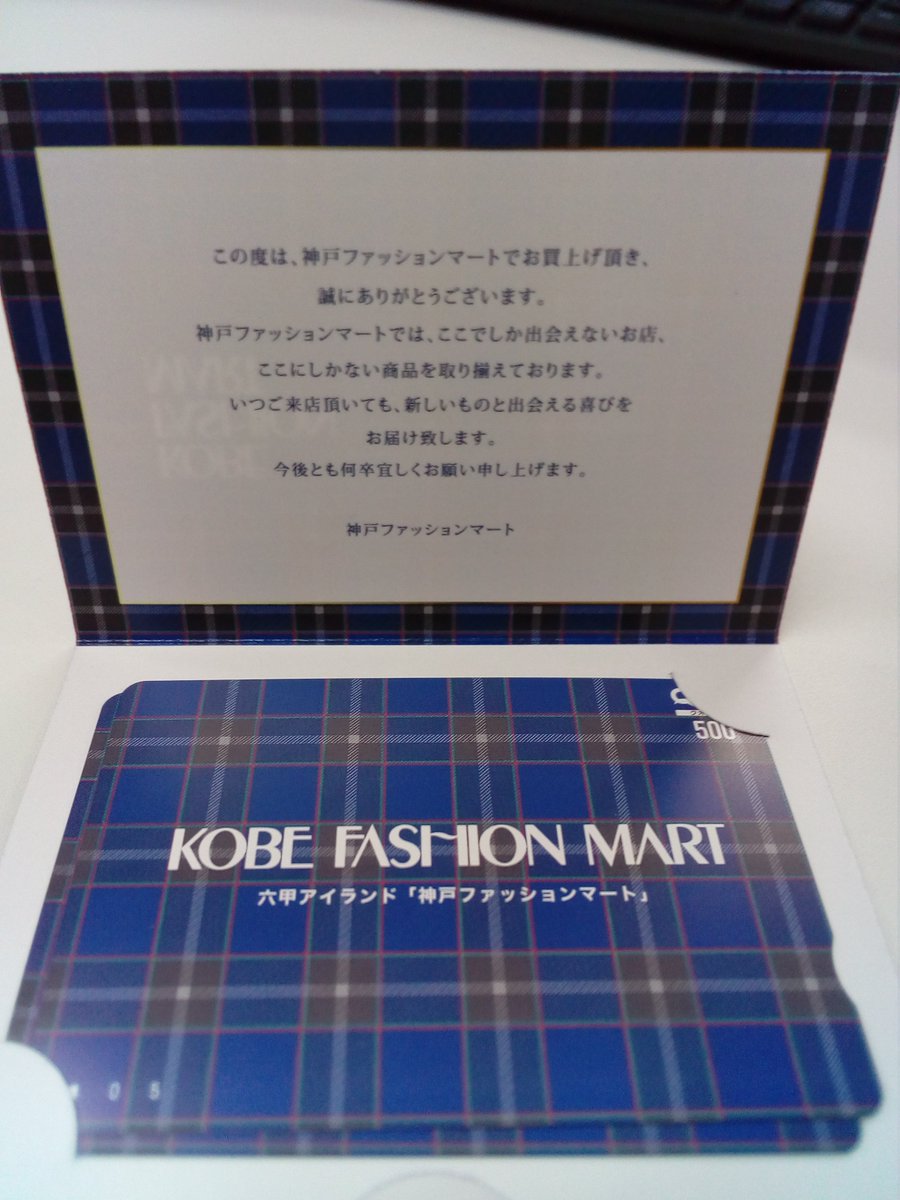 この度は、神戸ファッションマートでお買上げ頂き、
誠にありがとうございます。
神戸ファッションマートでは、ここでしか出会えないお店、
ここにしかない商品を取り揃えております。
いつご来店頂いても、新しいものと出会える喜びを
お届け致します。
今後とも何卒宜しくお願い申し上げます。
神戸ファッションマート
500
KOBE FASHION MART
六甲アイランド「神戸ファッションマート」
05